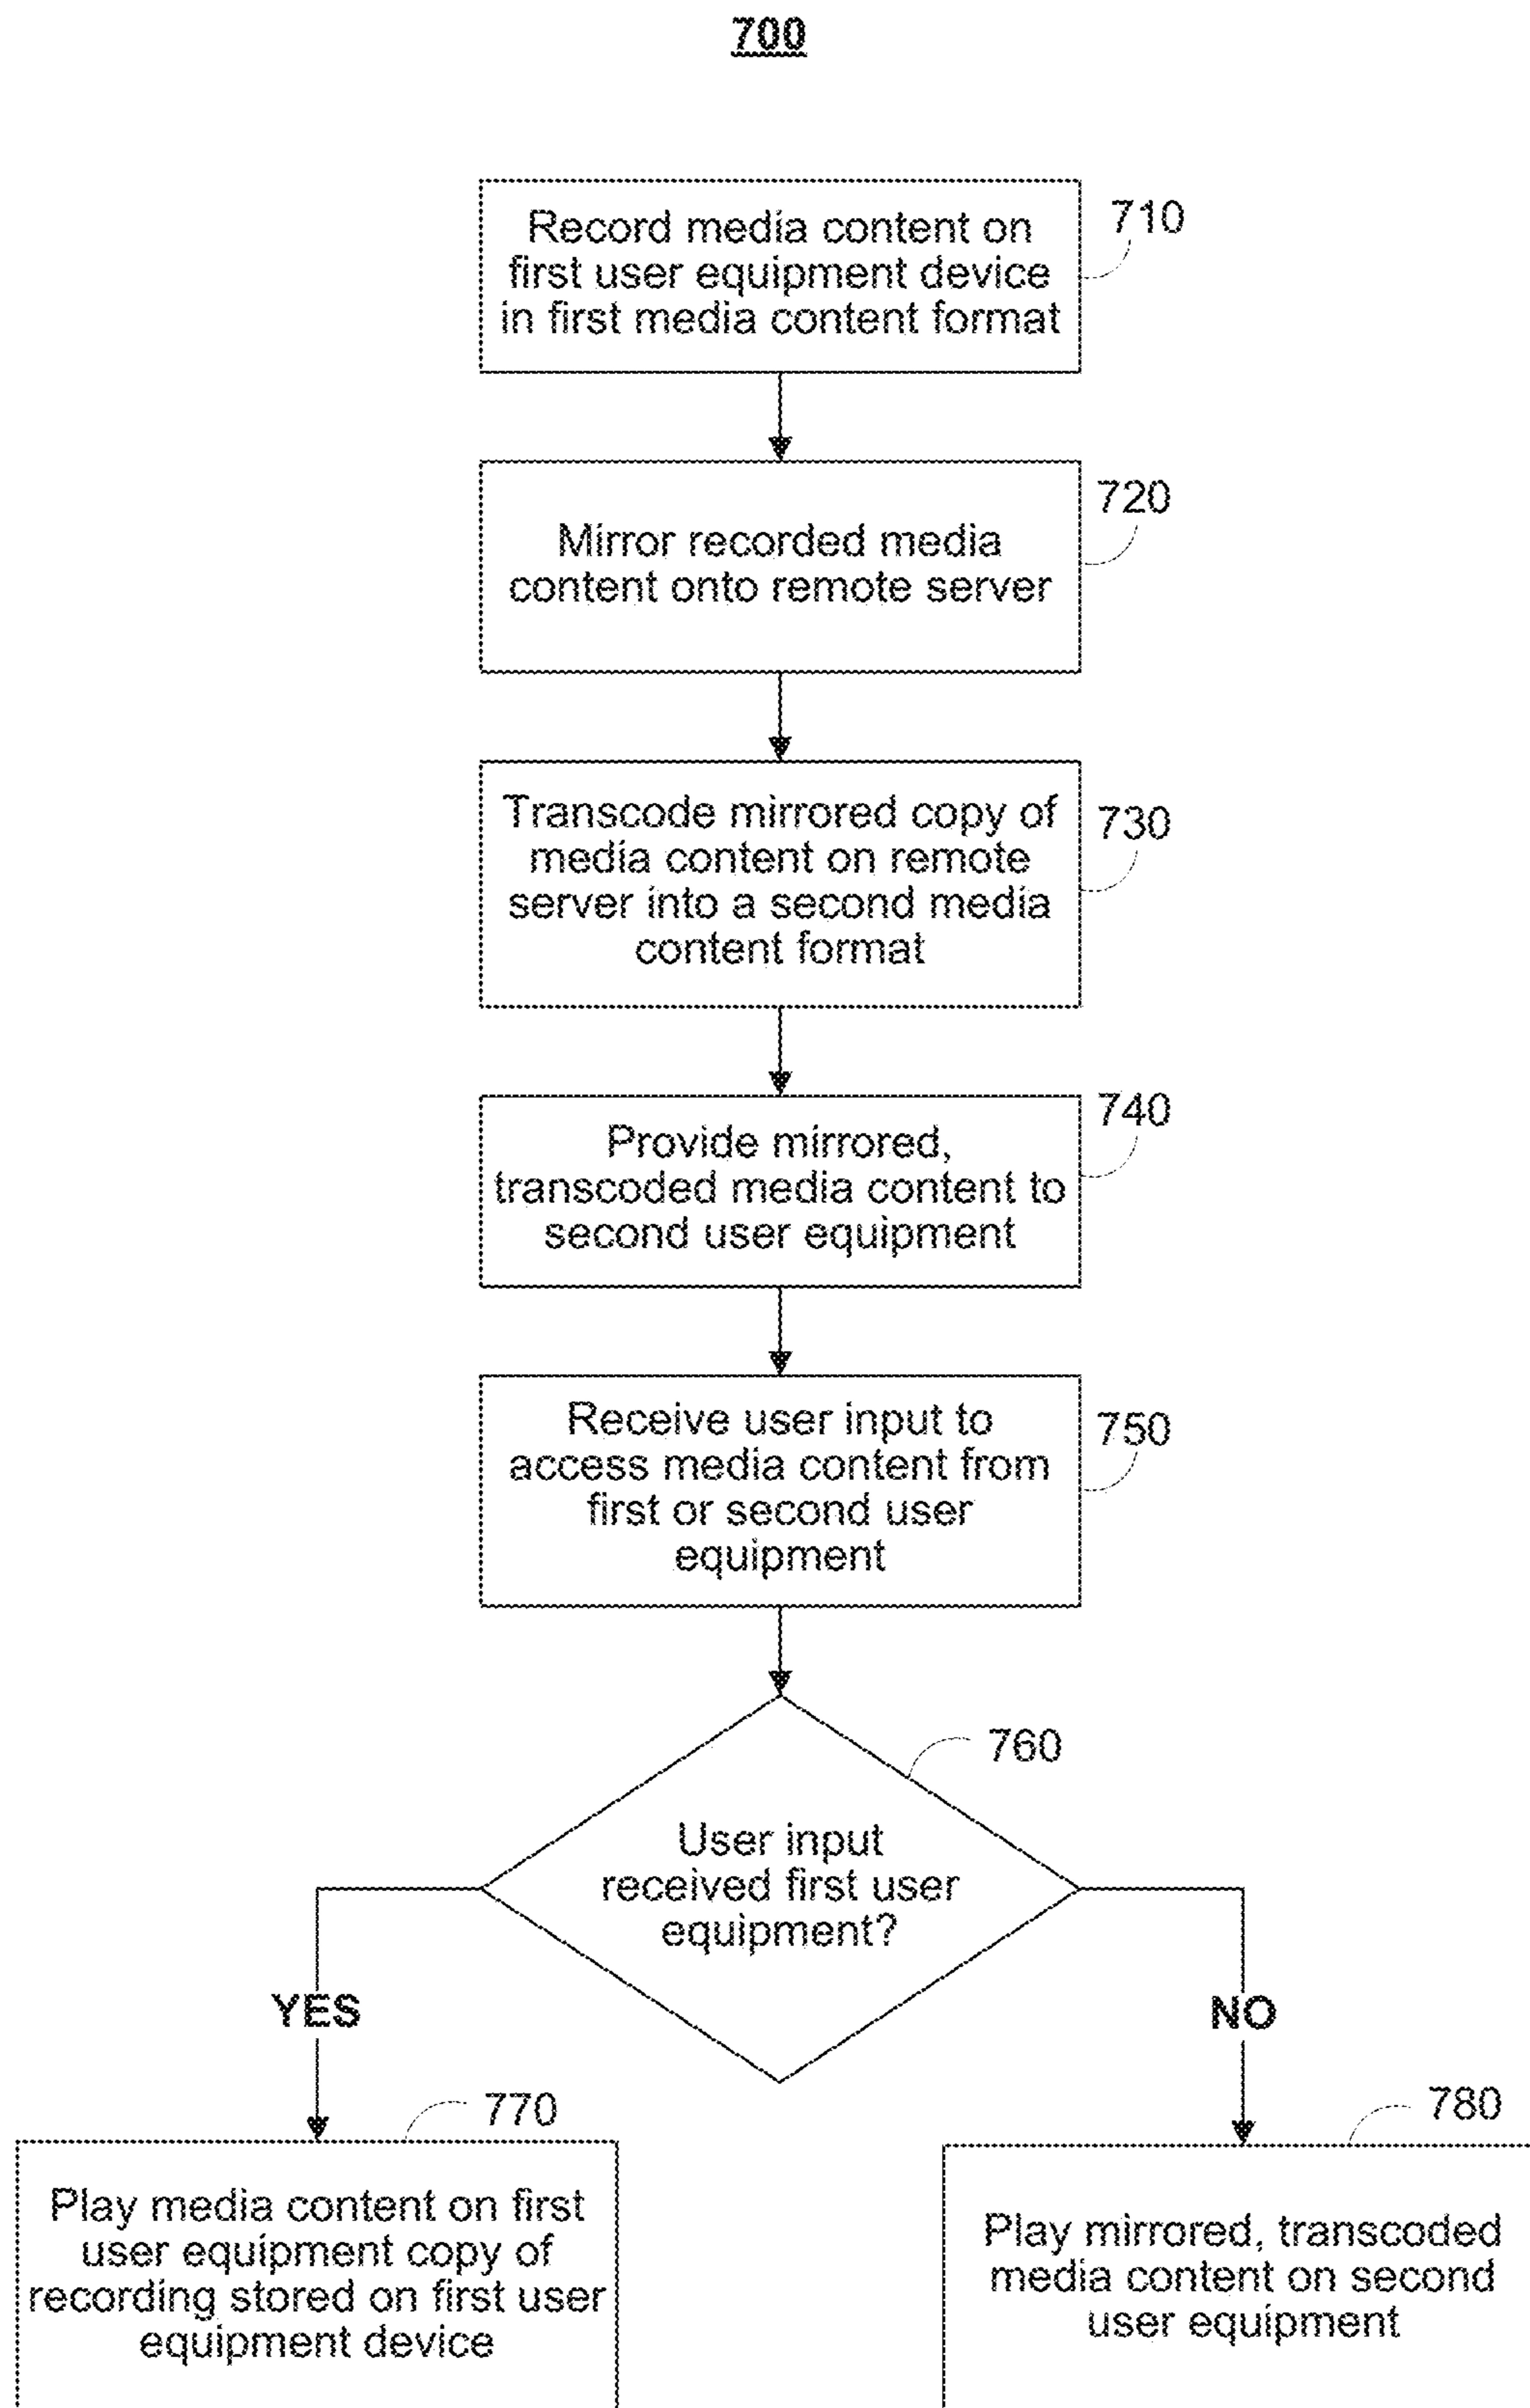 700
Record media content on
first user equipment device
in first media content format
710
Mirror recorded media
content onto remote server
720
Transcode mirrored copy of
media content on remote
server into a second media
content format
730
Provide mirrored,
transcoded media content to
second user equipment
740
Receive user input to
access media content from
first or second user
equipment
750
760
User input
received first user
equipment?
YES
NO
770
Play media content on first
user equipment copy of
recording stored on first user
equipment device
780
Play mirrored, transcoded
media content on second
user equipment